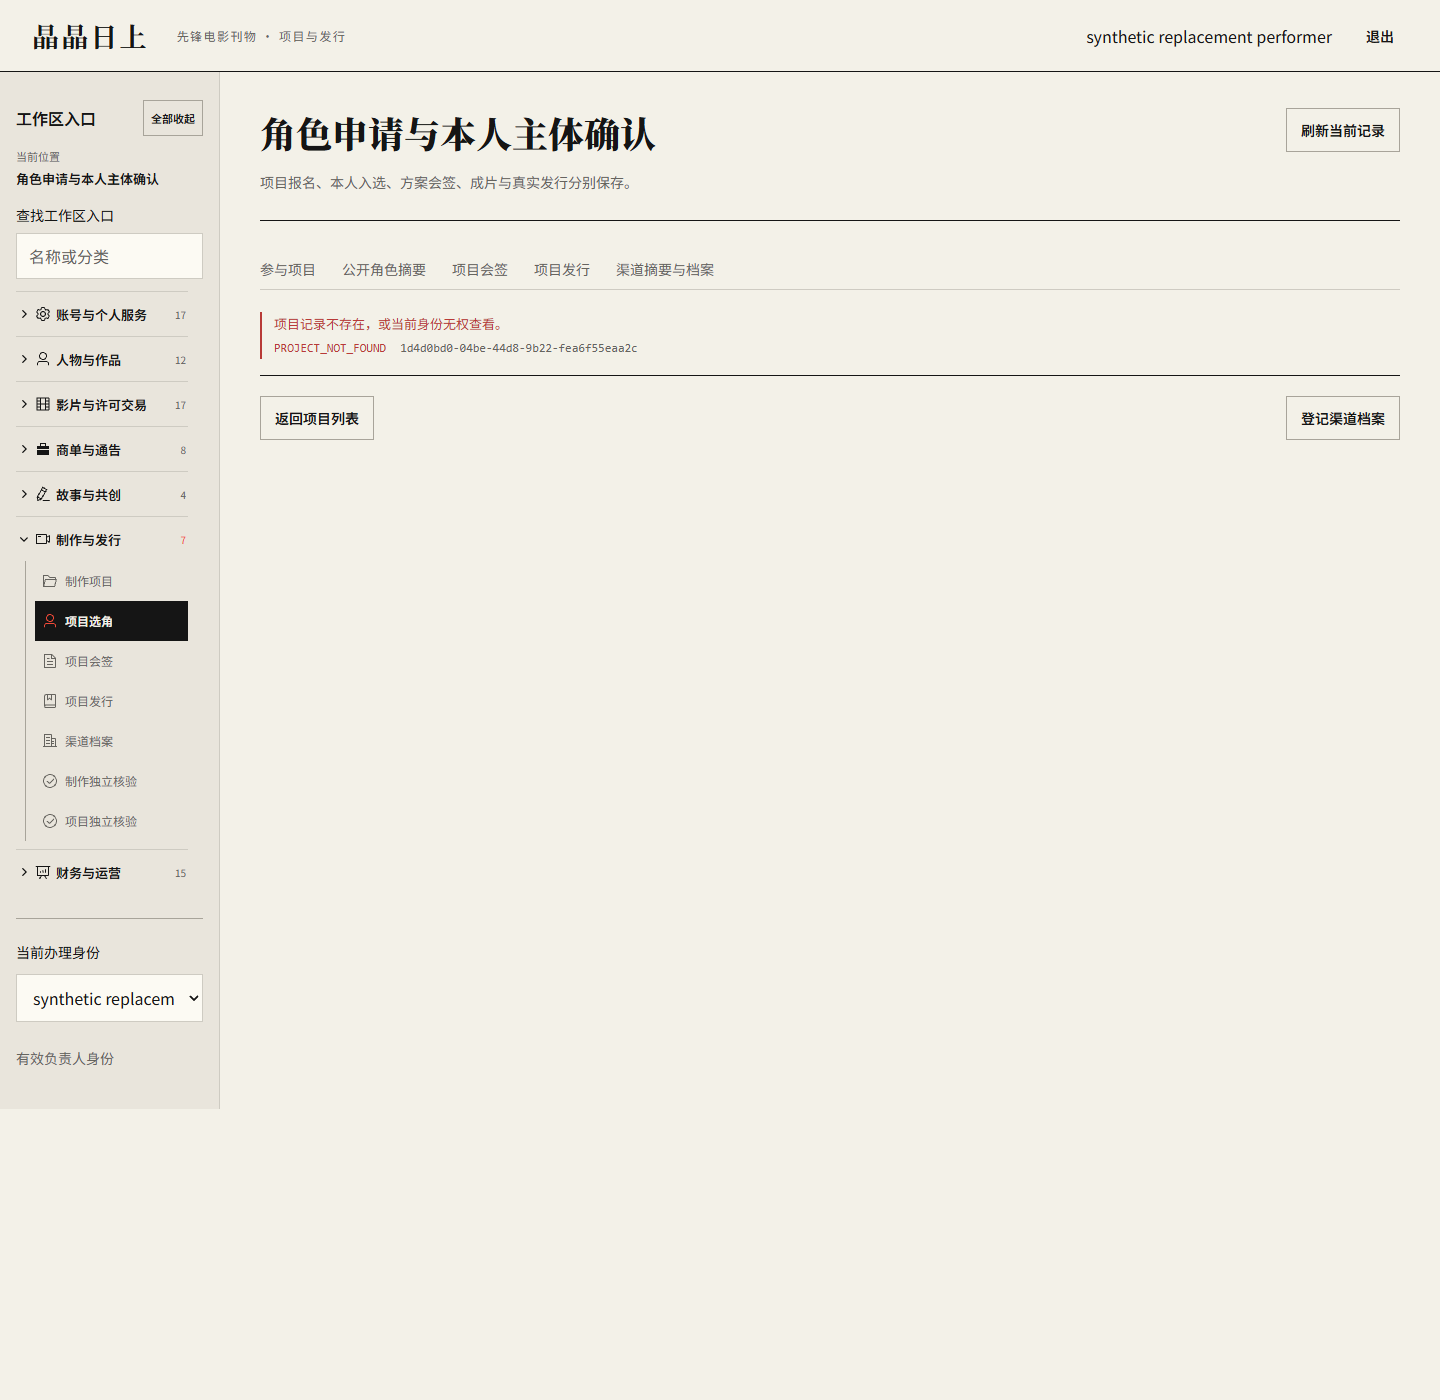 晶晶日上
先锋电影刊物 • 项目与发行
synthetic replacement performer
退出
工作区入口
全部收起
当前位置
角色申请与本人主体确认
查找工作区入口
名称或分类
账号与个人服务 17
人物与作品 12
影片与许可交易 17
商单与通告 8
故事与共创 4
制作与发行 7
制作项目
项目选角
项目会签
项目发行
渠道档案
制作独立核验
项目独立核验
财务与运营 15
当前办理身份
synthetic replacem
有效负责人身份
角色申请与本人主体确认
刷新当前记录
项目报名、本人入选、方案会签、成片与真实发行分别保存。
参与项目 公开角色摘要 项目会签 项目发行 渠道摘要与档案
项目记录不存在，或当前身份无权查看。
PROJECT_NOT_FOUND 1d4d0bd0-04be-44d8-9b22-fea6f55eaa2c
返回项目列表
登记渠道档案